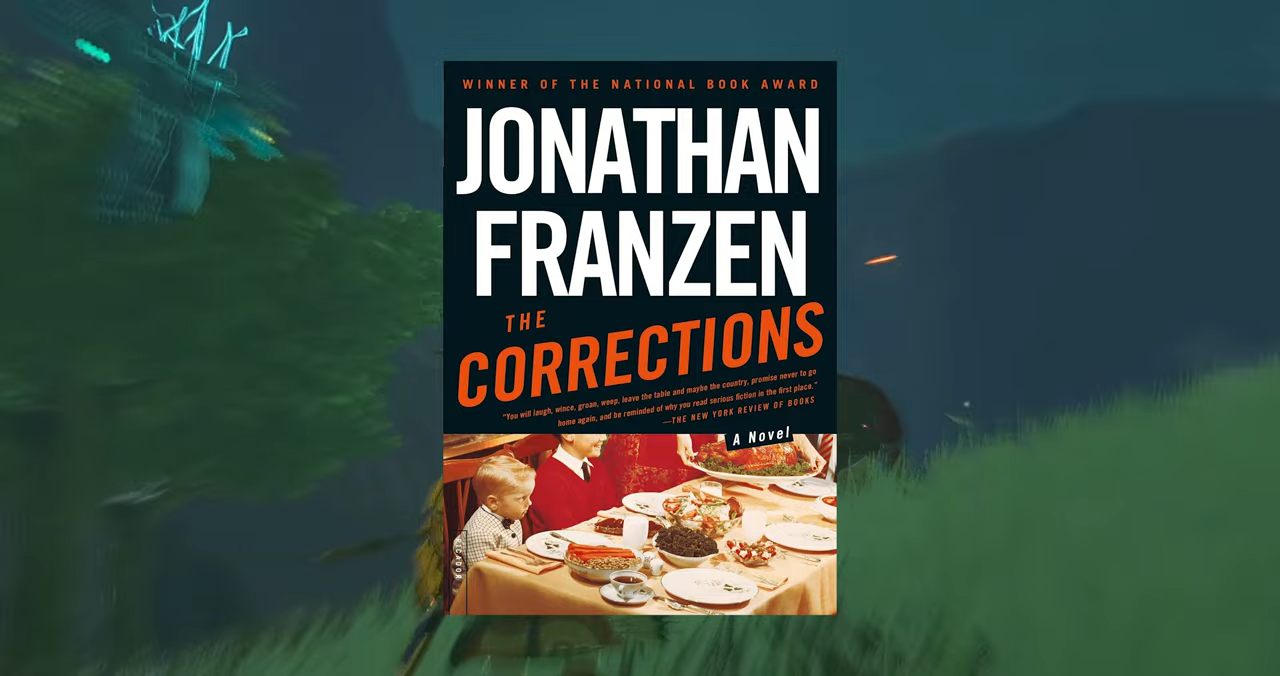 WINNER OF THE NATIONAL BOOK AWARD
JONATHAN
FRANZEN
THE
CORRECTIONS
"You will laugh, wince, groan, weep, leave the table and maybe the country, promise never to go
home again, and be reminded of why you read serious fiction in the first place."
—THE NEW YORK REVIEW OF BOOKS
A Novel
PICADOR